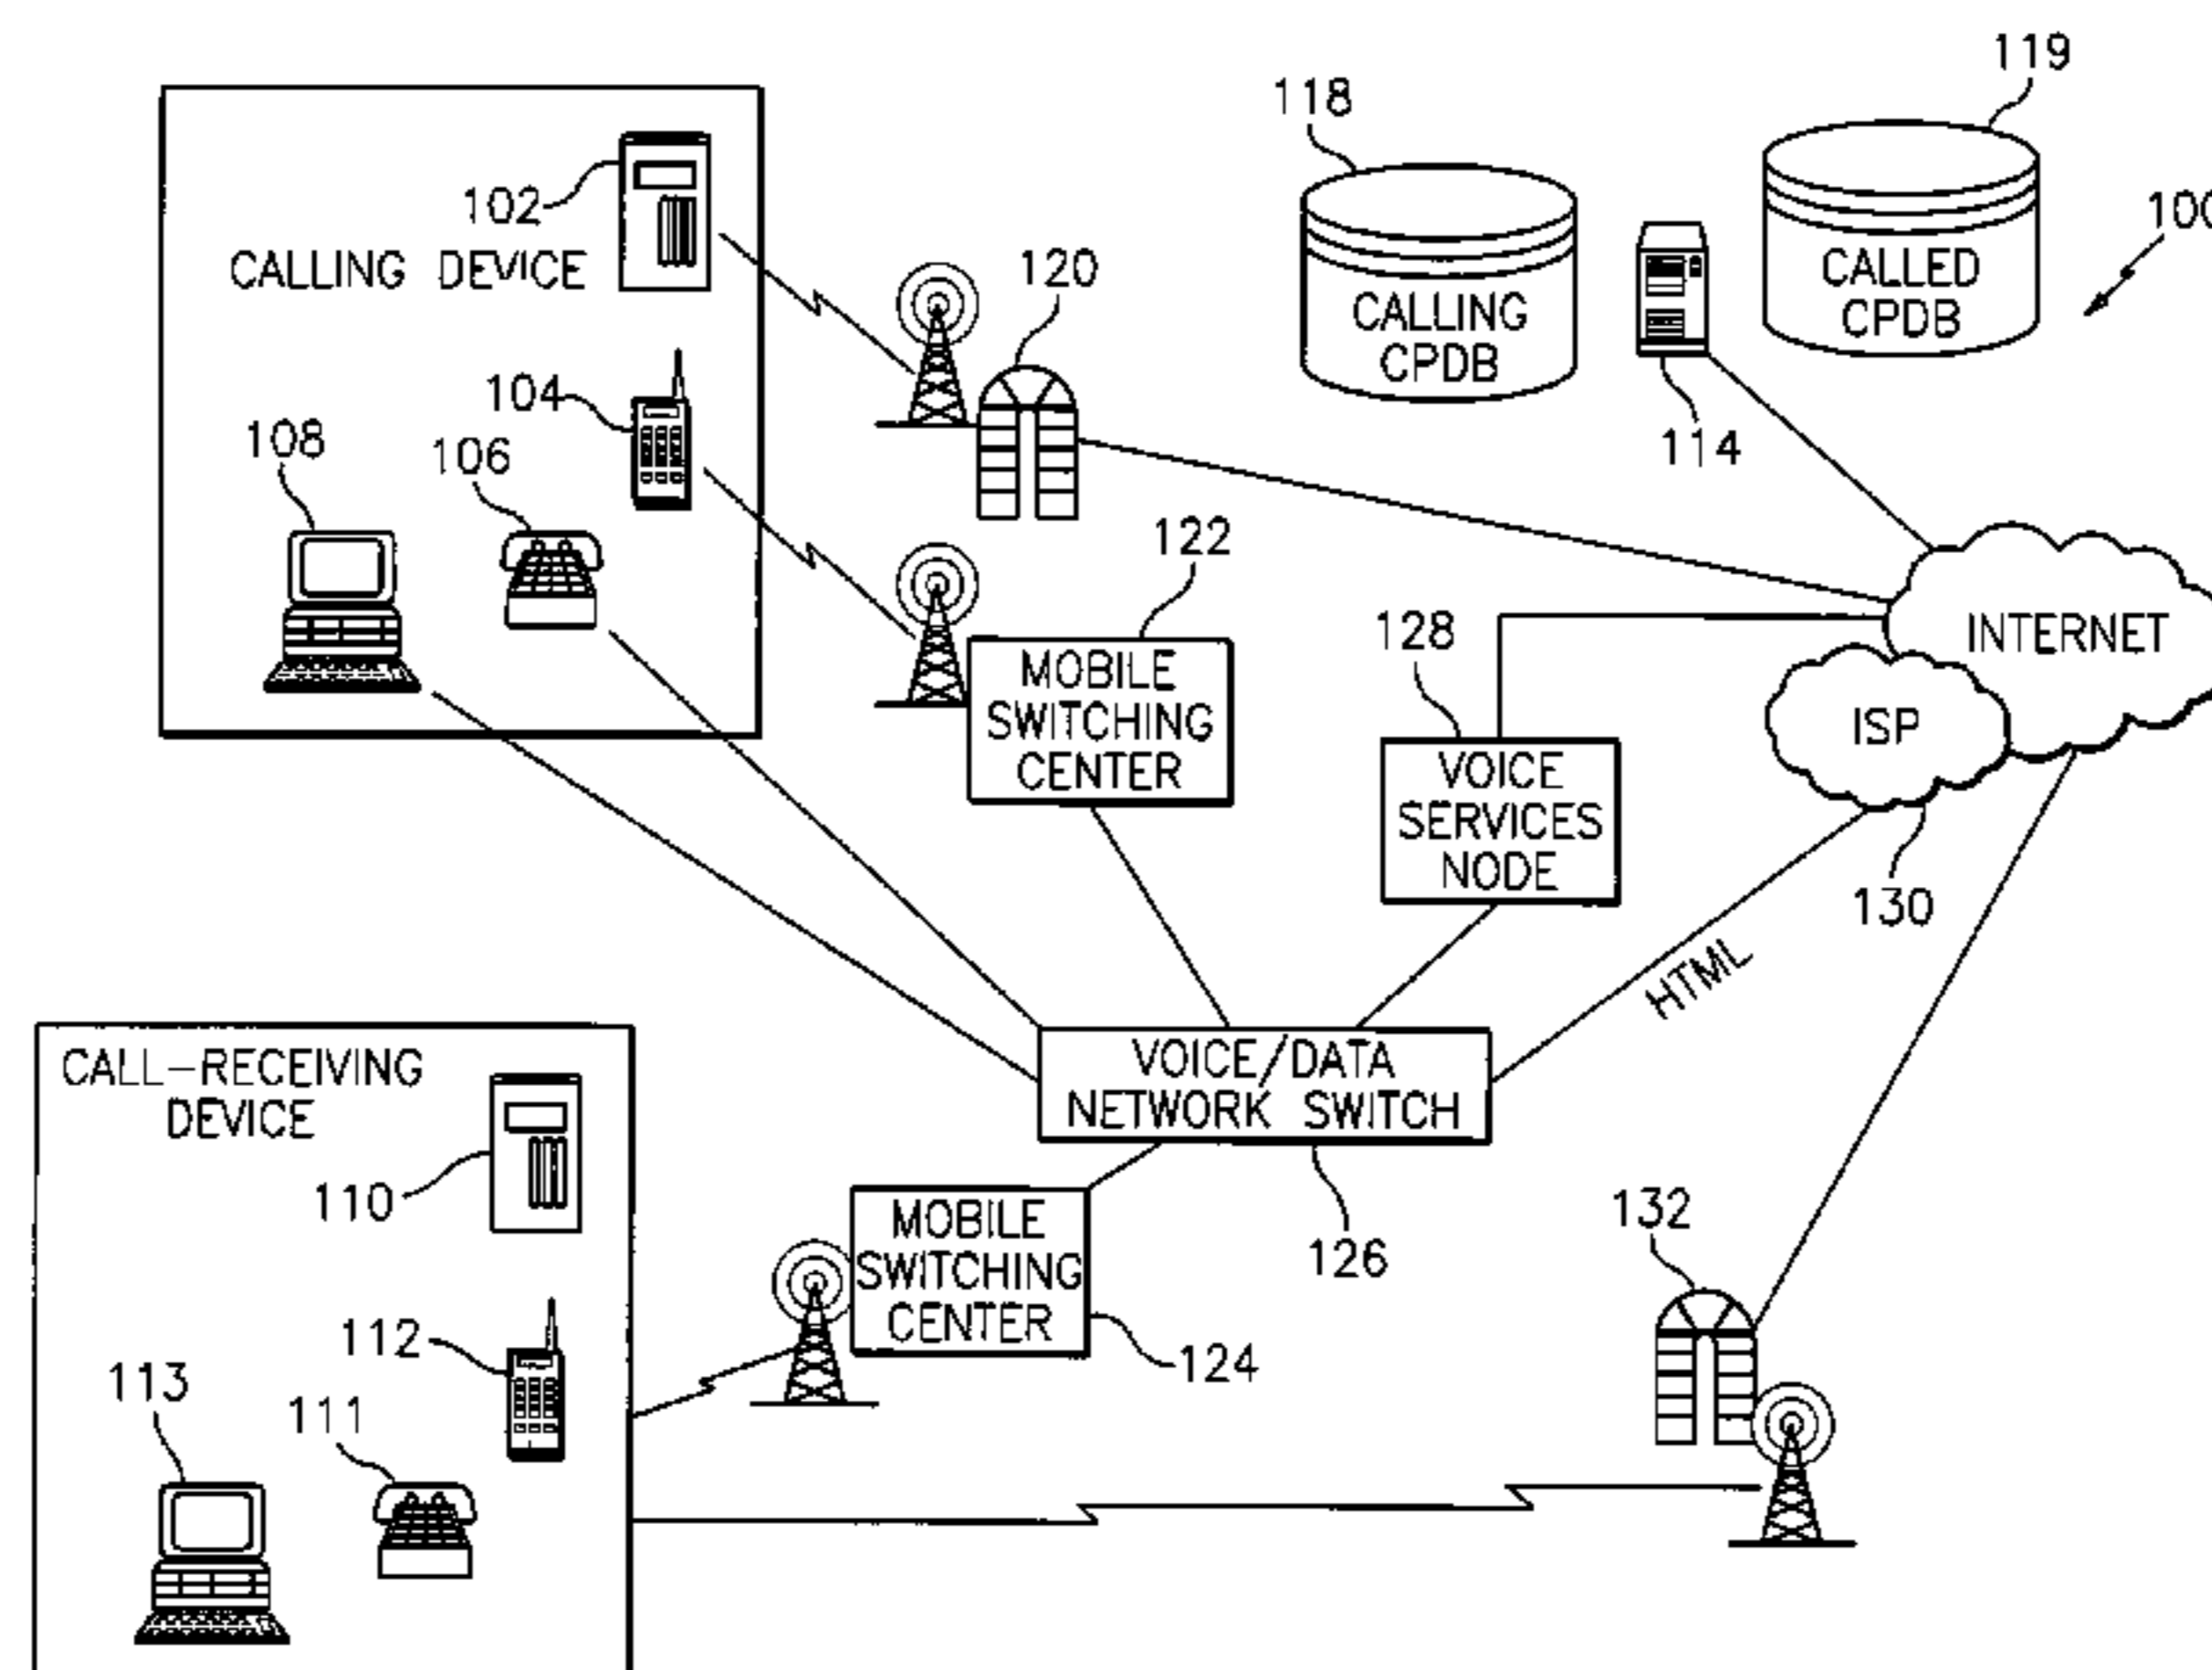 119
118
100
102
CALLING DEVICE
120
CALLING
CPDB
CALLED
CPDB
104
114
108
106
122
128
INTERNET
MOBILE
SWITCHING
CENTER
ISP
VOICE
SERVICES
NODE
130
HTML
CALL-RECEIVING
DEVICE
VOICE/DATA
NETWORK SWITCH
110
MOBILE
SWITCHING
CENTER
126
132
112
124
113
111